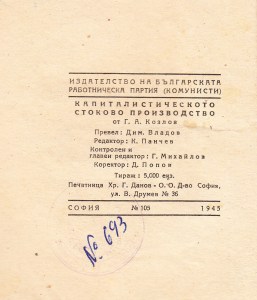 ИЗДАТЕЛСТВО НА БЪЛГАРСКАТА
РАБОТНИЧЕСКА ПАРТИЯ (КОМУНИСТИ)
КАПИТАЛИСТИЧЕСКОТО
СТОКОВО ПРОИЗВОДСТВО
от Г. А. Козлов
Превел: Дим. Владов
Редактор: К. Панчев
Контролен и
главен редактор: Г. Михайлов
Коректор: Д. Попов
Тираж: 5,000 екз.
Печатница Хр. Г. Данов - О. О. Д-во София,
ул. В. Друмев № 36
СОФИЯ № 105 1945
№ 693